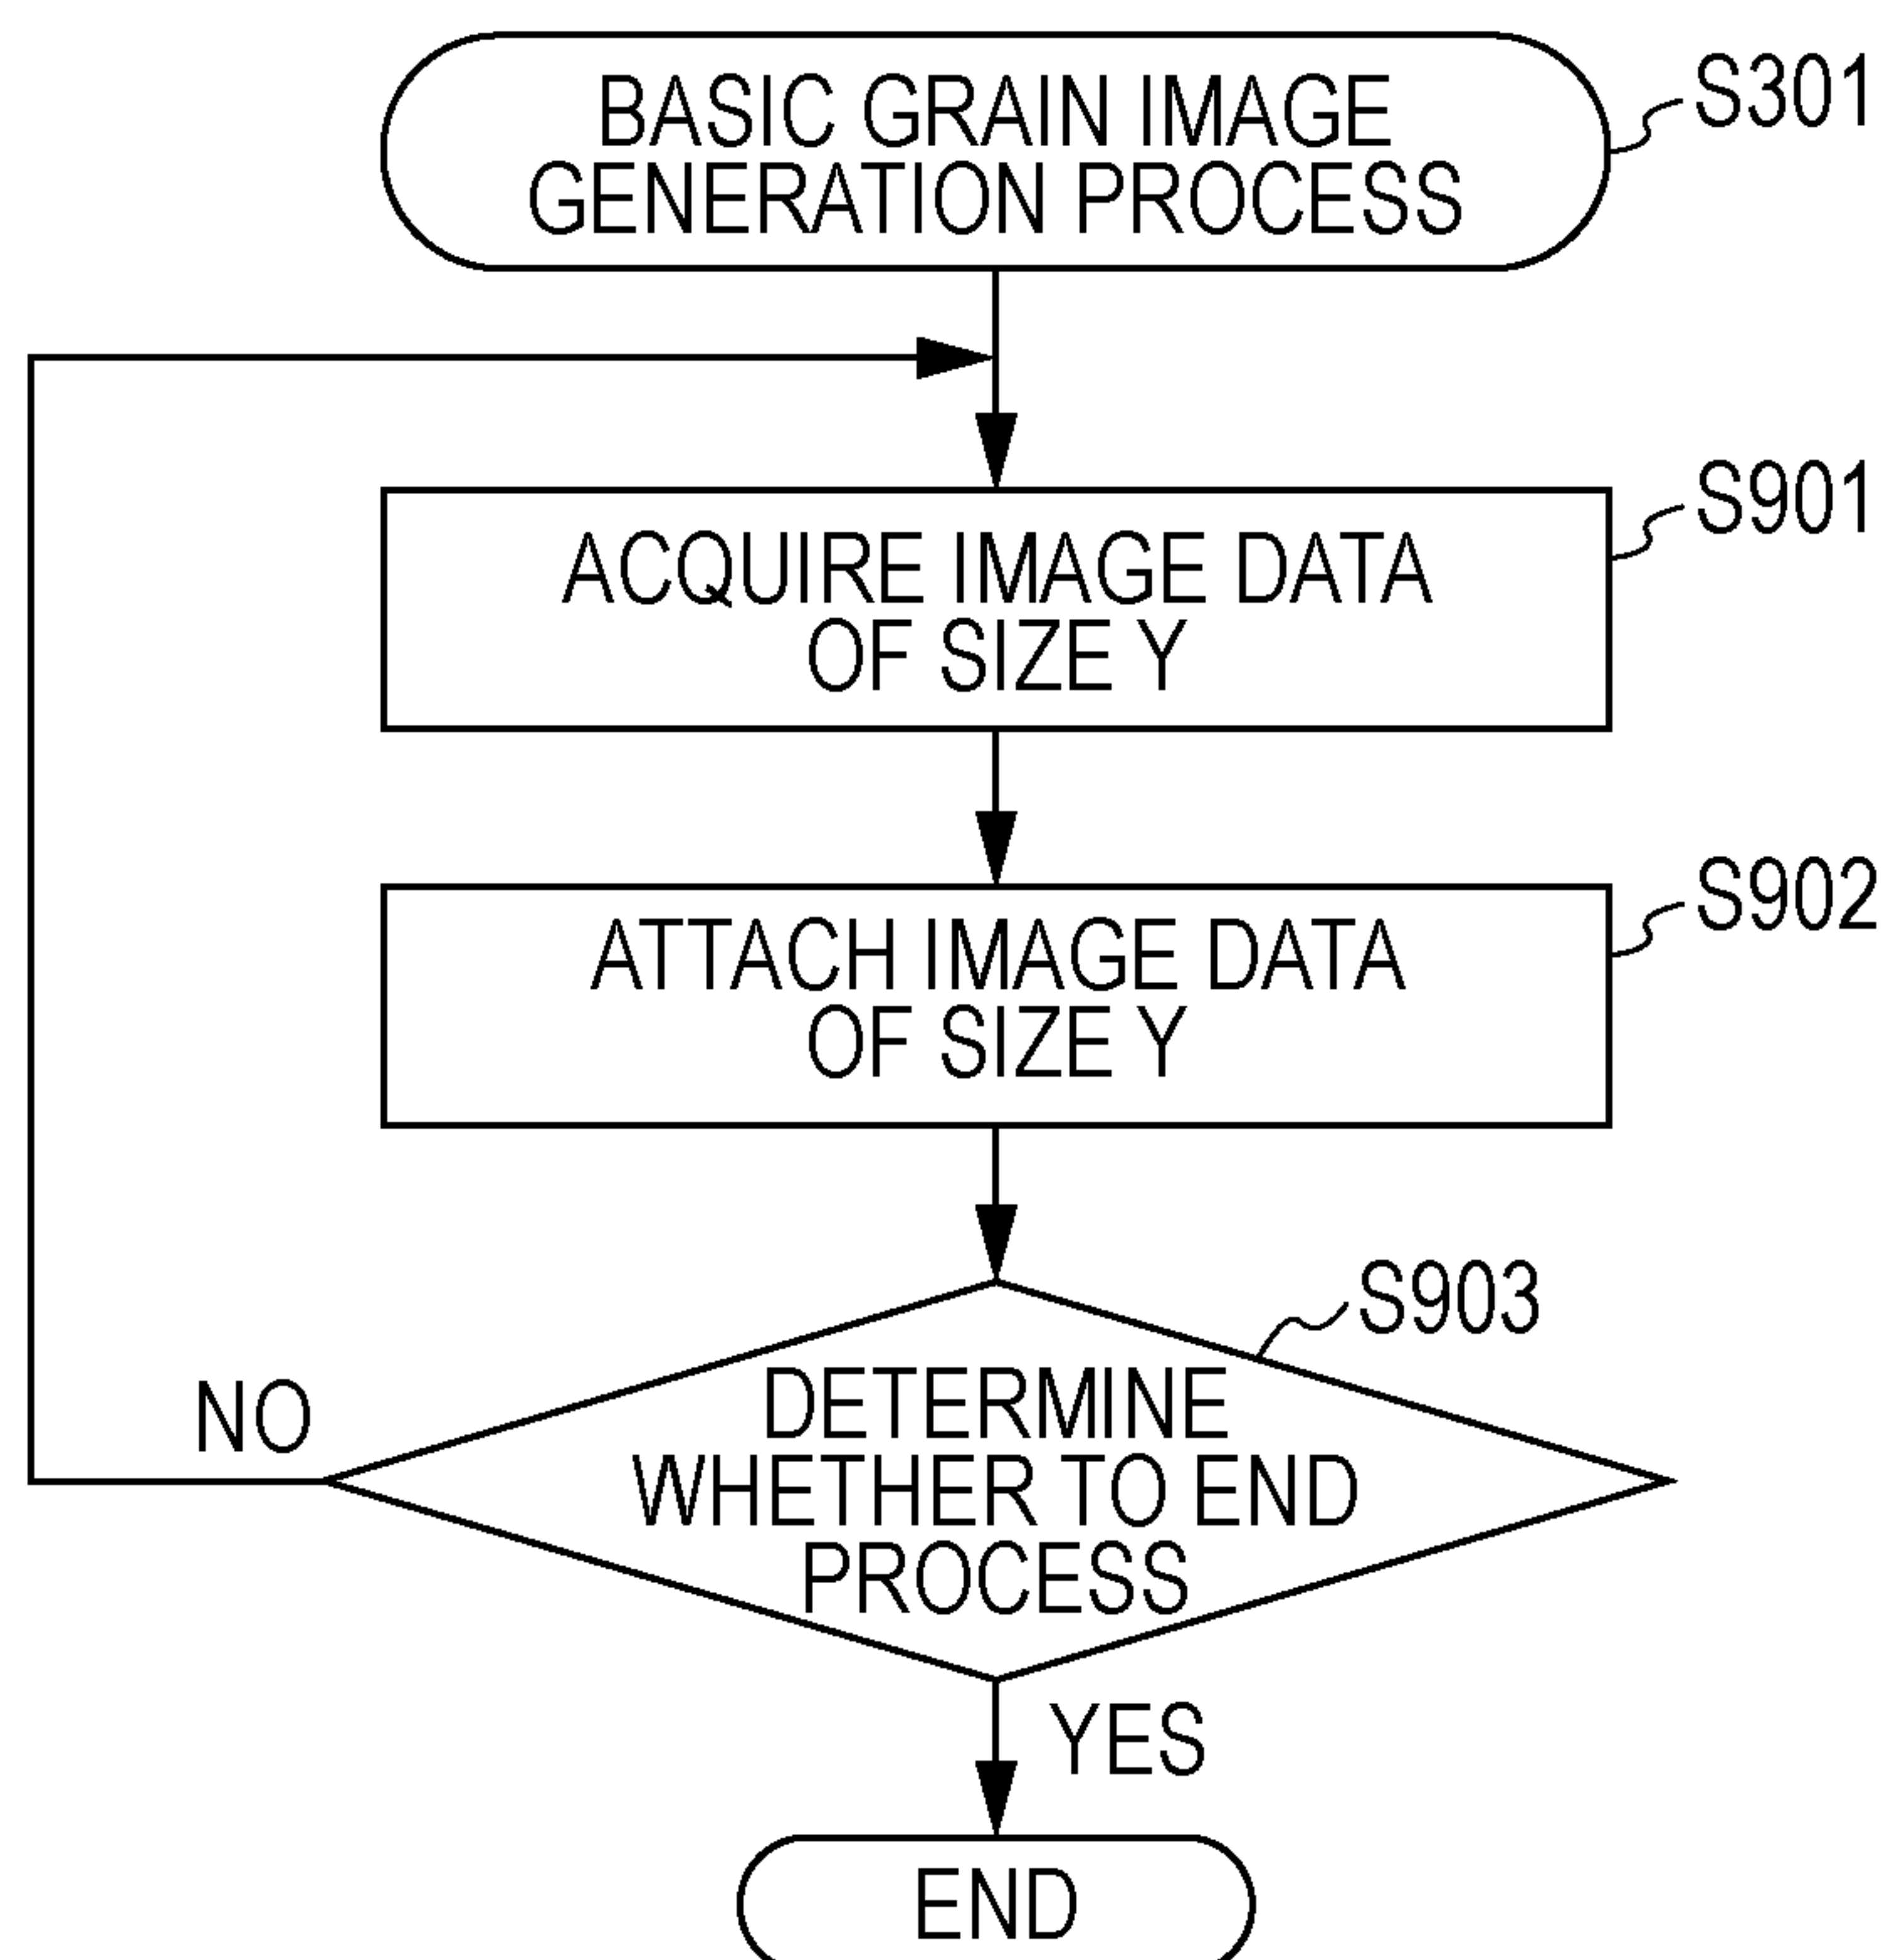 BASIC GRAIN IMAGE
GENERATION PROCESS
S301
ACQUIRE IMAGE DATA
OF SIZE Y
S901
ATTACH IMAGE DATA
OF SIZE Y
S902
S903
DETERMINE
WHETHER TO END
PROCESS
NO
YES
END